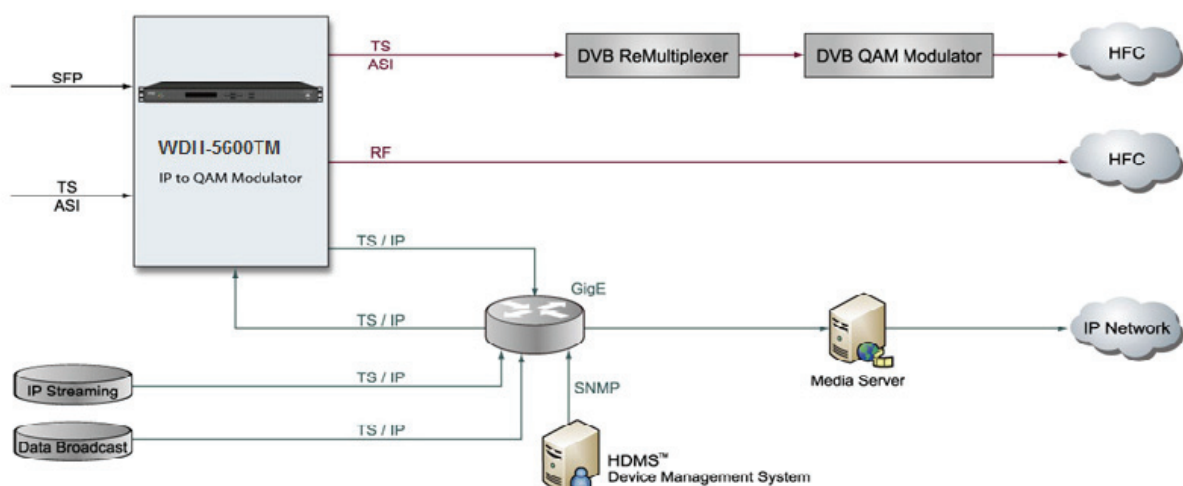 TS
ASI
DVB ReMultiplexer
DVB QAM Modulator
HFC
SFP
WDH-5600TM
IP to QAM Modulator
RF
HFC
TS
ASI
TS / IP
GigE
TS / IP
IP Network
Media Server
IP Streaming
TS / IP
SNMP
Data Broadcast
TS / IP
HDMS™
Device Management System